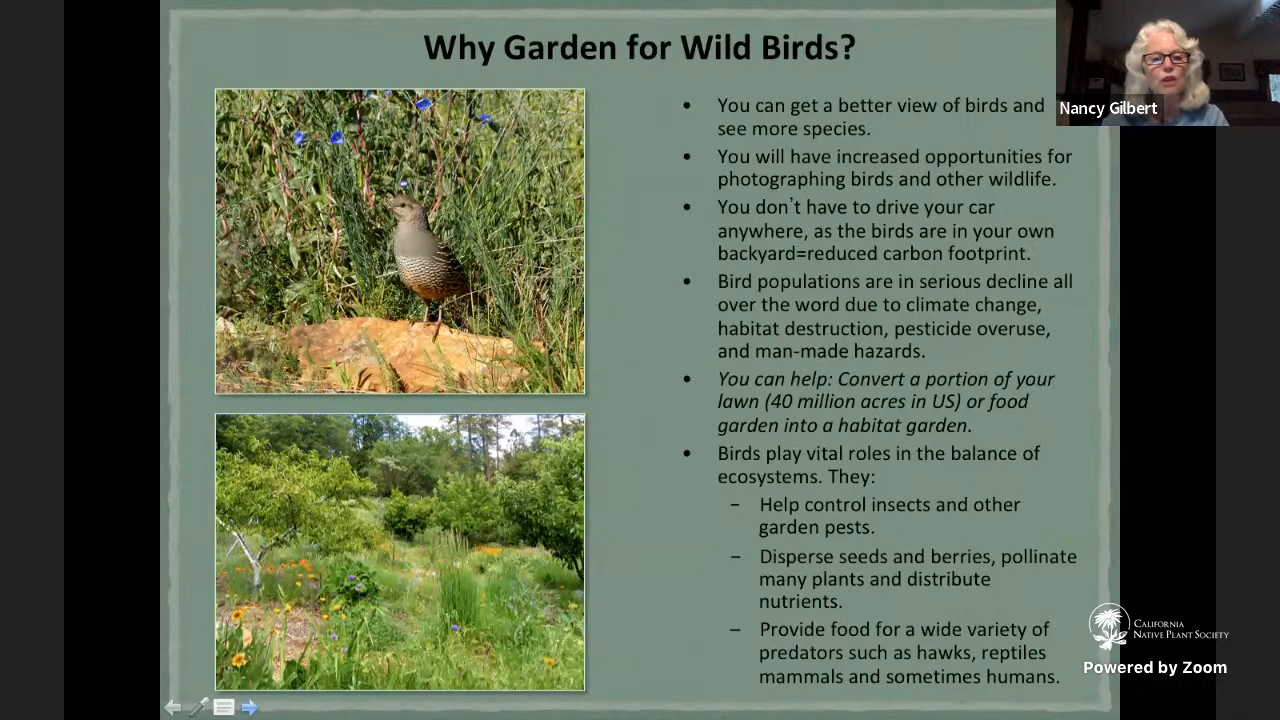 Why Garden for Wild Birds?
Nancy Gilbert
• You can get a better view of birds and
see more species.
• You will have increased opportunities for
photographing birds and other wildlife.
• You don't have to drive your car
anywhere, as the birds are in your own
backyard=reduced carbon footprint.
• Bird populations are in serious decline all
over the word due to climate change,
habitat destruction, pesticide overuse,
and man-made hazards.
• You can help: Convert a portion of your
lawn (40 million acres in US) or food
garden into a habitat garden.
• Birds play vital roles in the balance of
ecosystems. They:
– Help control insects and other
garden pests.
– Disperse seeds and berries, pollinate
many plants and distribute
nutrients.
– Provide food for a wide variety of
predators such as hawks, reptiles
mammals and sometimes humans.
CALIFORNIA
NATIVE PLANT SOCIETY
Powered by Zoom